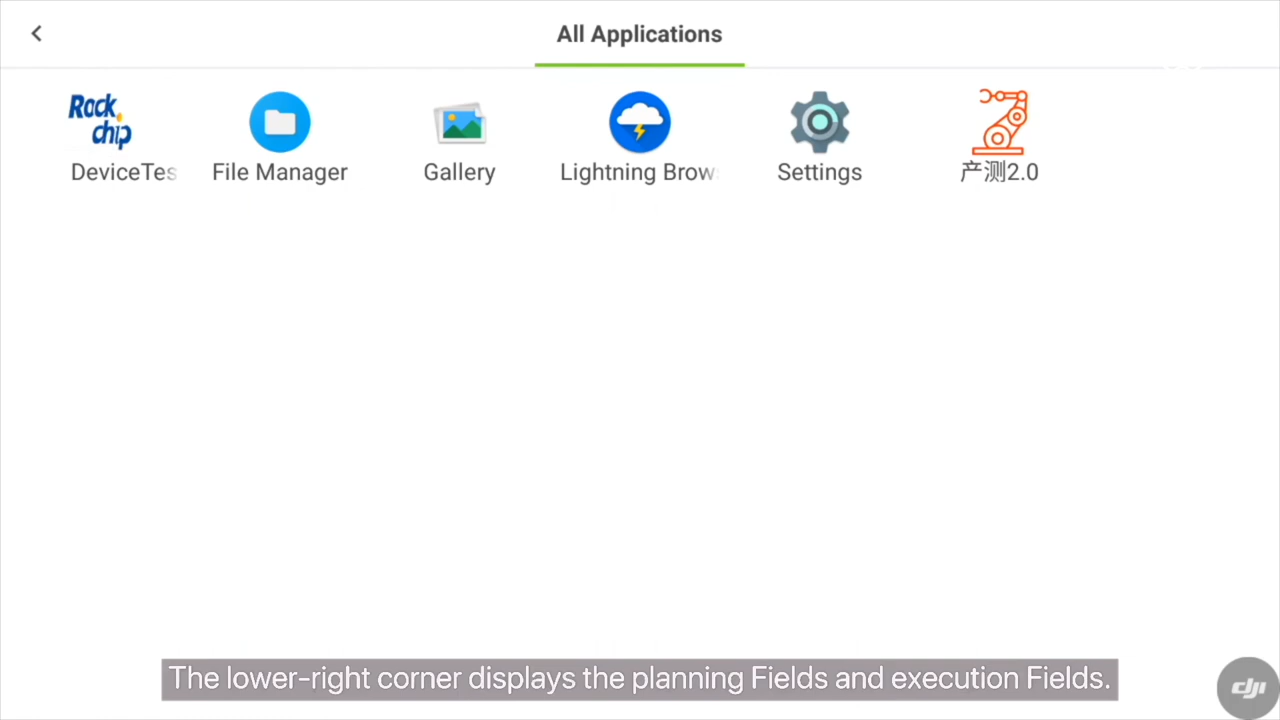 All Applications
Rock
chip
DeviceTes
File Manager
Gallery
Lightning Brow
Settings
产测2.0
The lower-right corner displays the planning Fields and execution Fields.
dji